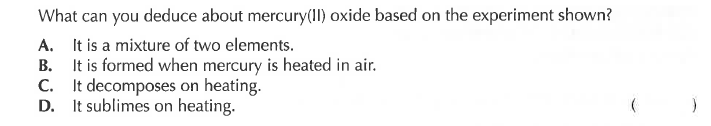 What can you deduce about mercury(II) oxide based on the experiment shown?
A. It is a mixture of two elements.
B. It is formed when mercury is heated in air.
C. It decomposes on heating.
D. It sublimes on heating.
( )